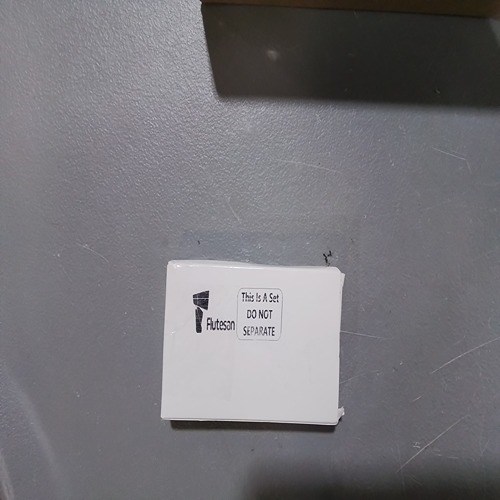 Flutesan
This Is A Set
DO NOT
SEPARATE